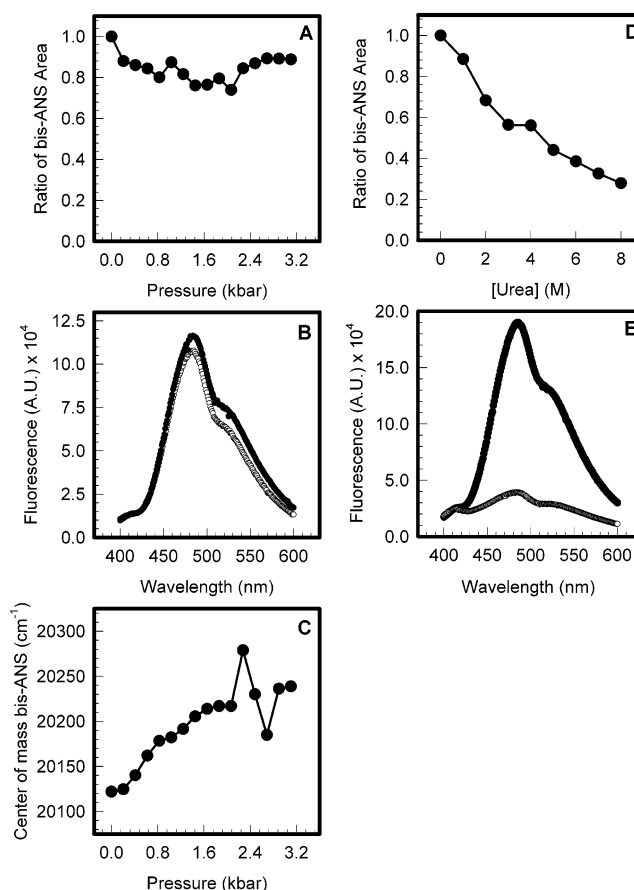 A
Ratio of bis-ANS Area
1.0
0.8
0.6
0.4
0.2
0.0
0.0 0.8 1.6 2.4 3.2
Pressure (kbar)
D
Ratio of bis-ANS Area
1.0
0.8
0.6
0.4
0.2
0.0
0 2 4 6 8
[Urea] (M)
B
Fluorescence (A.U.) x 10⁴
12.5
10.0
7.5
5.0
2.5
0.0
400 450 500 550 600
Wavelength (nm)
E
Fluorescence (A.U.) x 10⁴
20.0
15.0
10.0
5.0
0.0
400 450 500 550 600
Wavelength (nm)
C
Center of mass bis-ANS (cm⁻¹)
20300
20250
20200
20150
20100
0.0 0.8 1.6 2.4 3.2
Pressure (kbar)